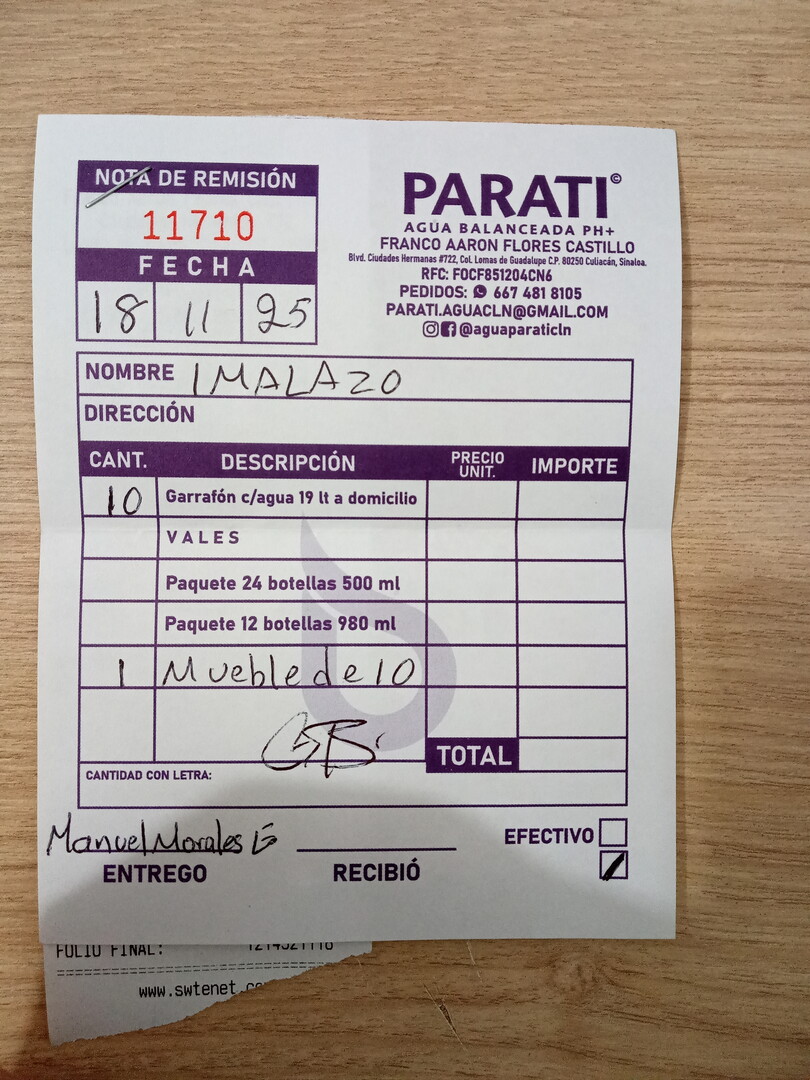 NOTA DE REMISIÓN
11710
FECHA
18 11 25
PARATI©
AGUA BALANCEADA PH+
FRANCO AARON FLORES CASTILLO
Blvd. Ciudades Hermanas #722, Col. Lomas de Guadalupe C.P. 80250 Culiacán, Sinaloa.
RFC: FOCF851204CN6
PEDIDOS: 667 481 8105
PARATI.AGUACLN@GMAIL.COM
@aguaparaticln
NOMBRE IMALAZO
DIRECCIÓN
CANT. DESCRIPCIÓN PRECIO UNIT. IMPORTE
10 Garrafón c/agua 19 lt a domicilio
VALES
Paquete 24 botellas 500 ml
Paquete 12 botellas 980 ml
1 Mueble de 10
TOTAL
CANTIDAD CON LETRA:
Manuel Morales
EFECTIVO
ENTREGO RECIBIÓ
FOLIO FINAL:
www.swtenet.